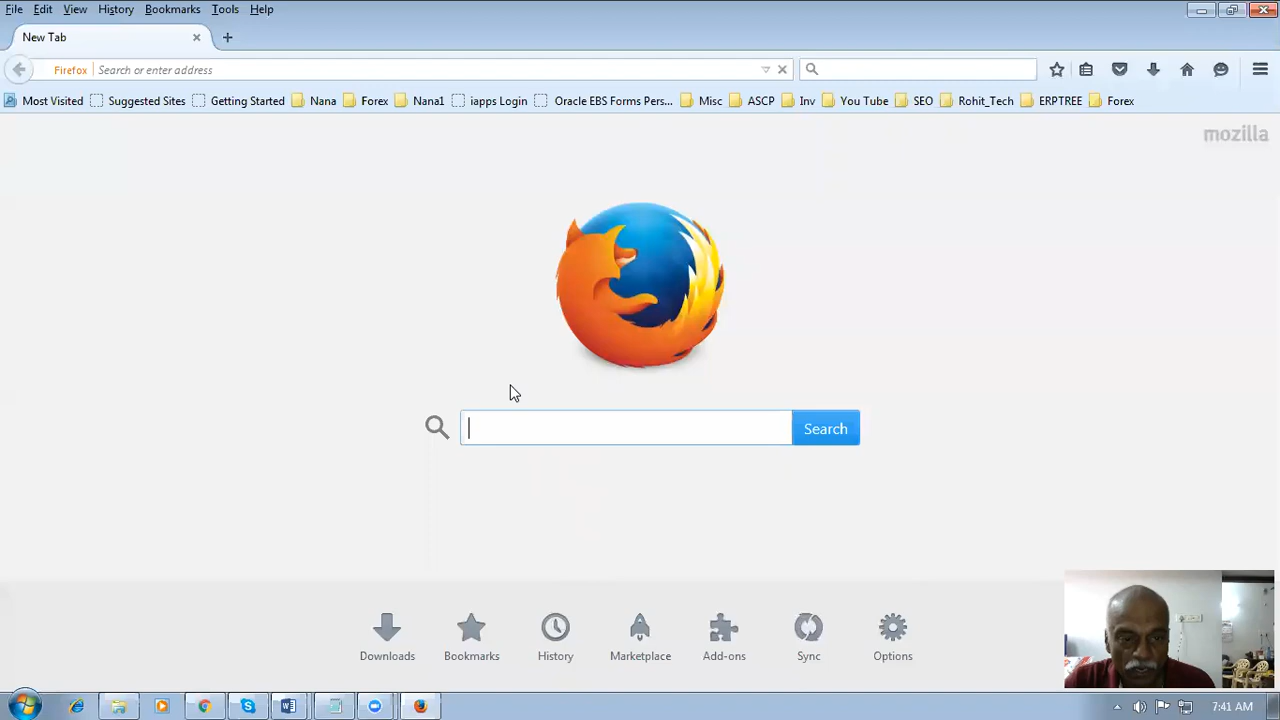 File Edit View History Bookmarks Tools Help
New Tab
Firefox Search or enter address
Most Visited Suggested Sites Getting Started Nana Forex Nana1 iapps Login Oracle EBS Forms Pers... Misc ASCP Inv You Tube SEO Rohit_Tech ERPTREE Forex
mozilla
Search
Downloads Bookmarks History Marketplace Add-ons Sync Options
7:41 AM